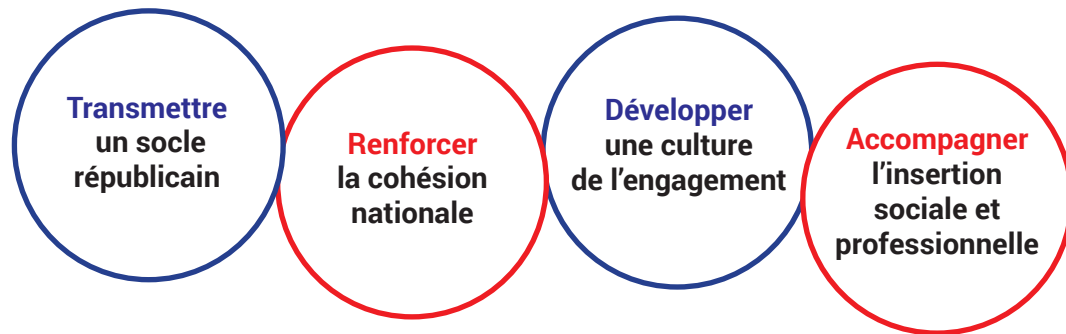 Transmettre
un socle
républicain
Renforcer
la cohésion
nationale
Développer
une culture
de l’engagement
Accompagner
l’insertion
sociale et
professionnelle